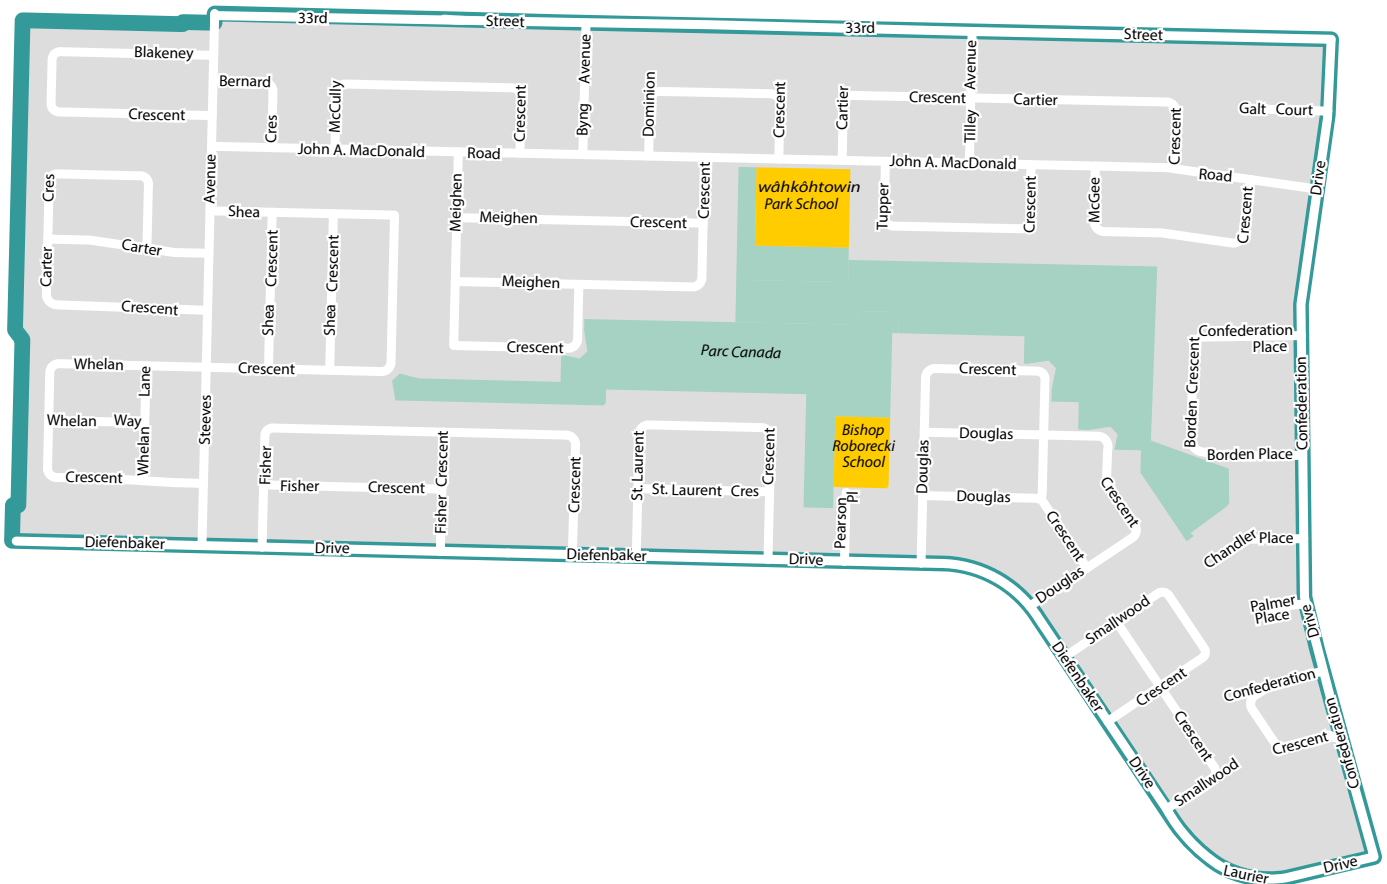 33rd
Street
33rd
Street
Blakeney
Crescent
Bernard
Cres
McCully
Crescent
Byng Avenue
Dominion
Crescent
Cartier
Crescent
Tilley Avenue
Cartier
Crescent
Galt Court
John A. MacDonald
Road
John A. MacDonald
Road
Drive
Avenue
Cres
Carter
Carter
Crescent
Shea
Shea Crescent
Shea Crescent
Meighen
Meighen
Crescent
Crescent
Meighen
Crescent
wâhkôhtowin
Park School
Tupper
Crescent
McGee
Crescent
Parc Canada
Whelan
Crescent
Lane
Whelan
Whelan Way
Crescent
Steeves
Fisher
Fisher
Crescent
Fisher Crescent
Crescent
St. Laurent
St. Laurent Cres
Crescent
Bishop
Roborecki
School
Pearson
Pl
Douglas
Crescent
Douglas
Douglas
Crescent
Crescent
Douglas
Confederation
Place
Borden Crescent
Borden Place
Confederation
Chandler Place
Palmer
Place
Drive
Diefenbaker
Drive
Diefenbaker
Drive
Smallwood
Crescent
Crescent
Smallwood
Diefenbaker
Drive
Confederation
Crescent
Confederation
Laurier
Drive